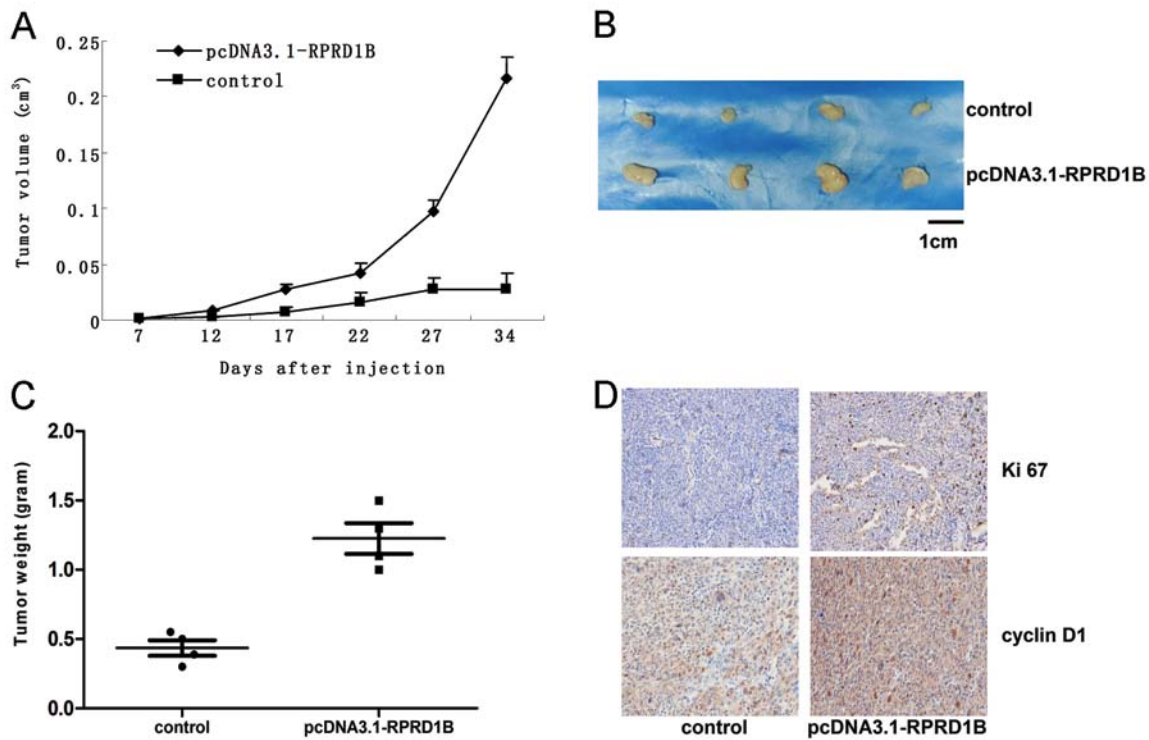 A
0.25
0.2
0.15
0.1
0.05
0
Tumor volume (cm³)
pcDNA3.1-RPRD1B
control
7 12 17 22 27 34
Days after injection
B
control
pcDNA3.1-RPRD1B
1cm
C
2.0
1.5
1.0
0.5
0.0
Tumor weight (gram)
control pcDNA3.1-RPRD1B
D
Ki 67
cyclin D1
control pcDNA3.1-RPRD1B